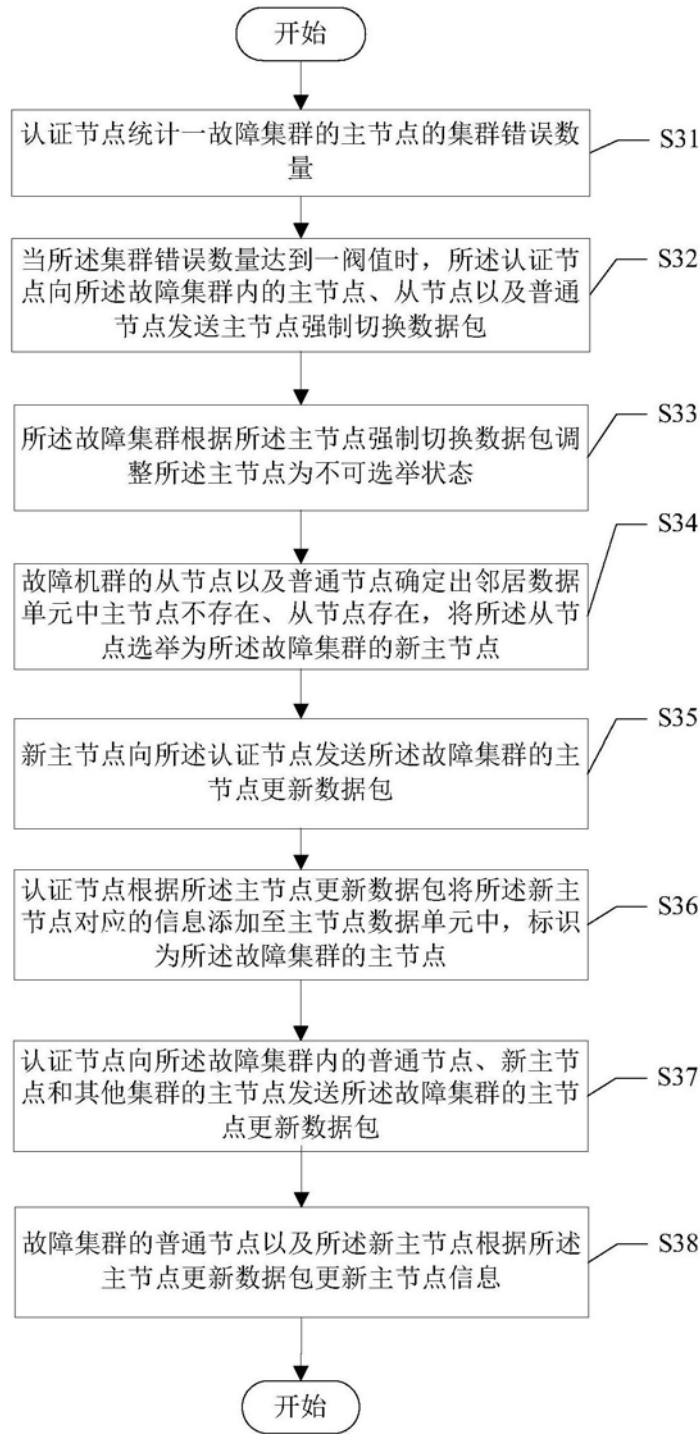 开始
认证节点统计一故障集群的主节点的集群错误数
量
S31
当所述集群错误数量达到一阀值时，所述认证节
点向所述故障集群内的主节点、从节点以及普通
节点发送主节点强制切换数据包
S32
所述故障集群根据所述主节点强制切换数据包调
整所述主节点为不可选举状态
S33
故障机群的从节点以及普通节点确定出邻居数据
单元中主节点不存在、从节点存在，将所述从节
点选举为所述故障集群的新主节点
S34
新主节点向所述认证节点发送所述故障集群的主
节点更新数据包
S35
认证节点根据所述主节点更新数据包将所述新主
节点对应的信息添加至主节点数据单元中，标识
为所述故障集群的主节点
S36
认证节点向所述故障集群内的普通节点、新主节
点和其他集群的主节点发送所述故障集群的主节
点更新数据包
S37
故障集群的普通节点以及所述新主节点根据所述
主节点更新数据包更新主节点信息
S38
开始